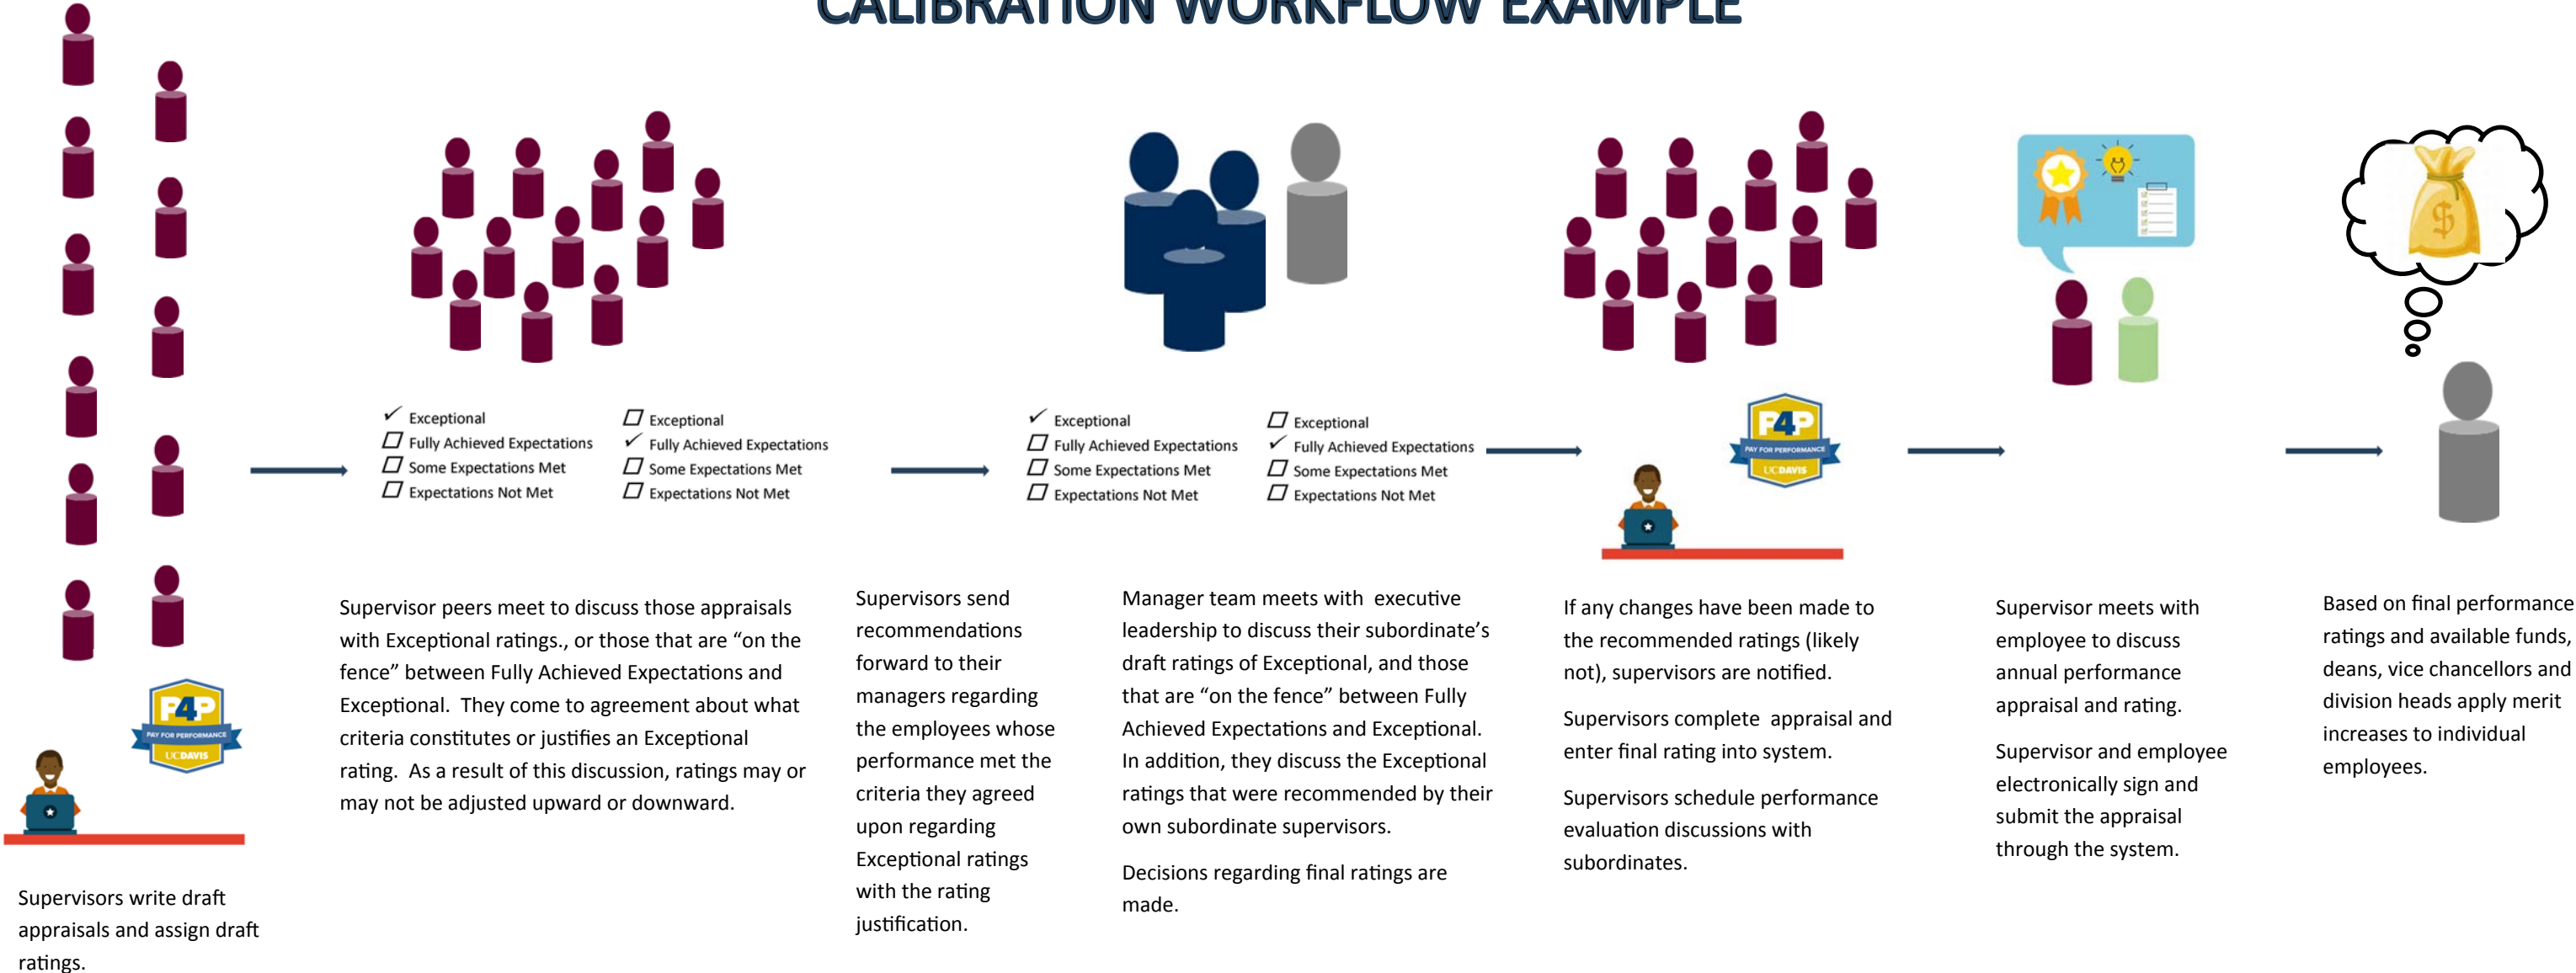 CALIBRATION WORKFLOW EXAMPLE
P4P
PAY FOR PERFORMANCE
UCDAVIS
Supervisors write draft
appraisals and assign draft
ratings.
✓ Exceptional
☐ Fully Achieved Expectations
☐ Some Expectations Met
☐ Expectations Not Met
☐ Exceptional
✓ Fully Achieved Expectations
☐ Some Expectations Met
☐ Expectations Not Met
Supervisor peers meet to discuss those appraisals
with Exceptional ratings., or those that are “on the
fence” between Fully Achieved Expectations and
Exceptional. They come to agreement about what
criteria constitutes or justifies an Exceptional
rating. As a result of this discussion, ratings may or
may not be adjusted upward or downward.
Supervisors send
recommendations
forward to their
managers regarding
the employees whose
performance met the
criteria they agreed
upon regarding
Exceptional ratings
with the rating
justification.
✓ Exceptional
☐ Fully Achieved Expectations
☐ Some Expectations Met
☐ Expectations Not Met
☐ Exceptional
✓ Fully Achieved Expectations
☐ Some Expectations Met
☐ Expectations Not Met
Manager team meets with executive
leadership to discuss their subordinate’s
draft ratings of Exceptional, and those
that are “on the fence” between Fully
Achieved Expectations and Exceptional.
In addition, they discuss the Exceptional
ratings that were recommended by their
own subordinate supervisors.
Decisions regarding final ratings are
made.
P4P
PAY FOR PERFORMANCE
UCDAVIS
If any changes have been made to
the recommended ratings (likely
not), supervisors are notified.
Supervisors complete appraisal and
enter final rating into system.
Supervisors schedule performance
evaluation discussions with
subordinates.
Supervisor meets with
employee to discuss
annual performance
appraisal and rating.
Supervisor and employee
electronically sign and
submit the appraisal
through the system.
$
Based on final performance
ratings and available funds,
deans, vice chancellors and
division heads apply merit
increases to individual
employees.